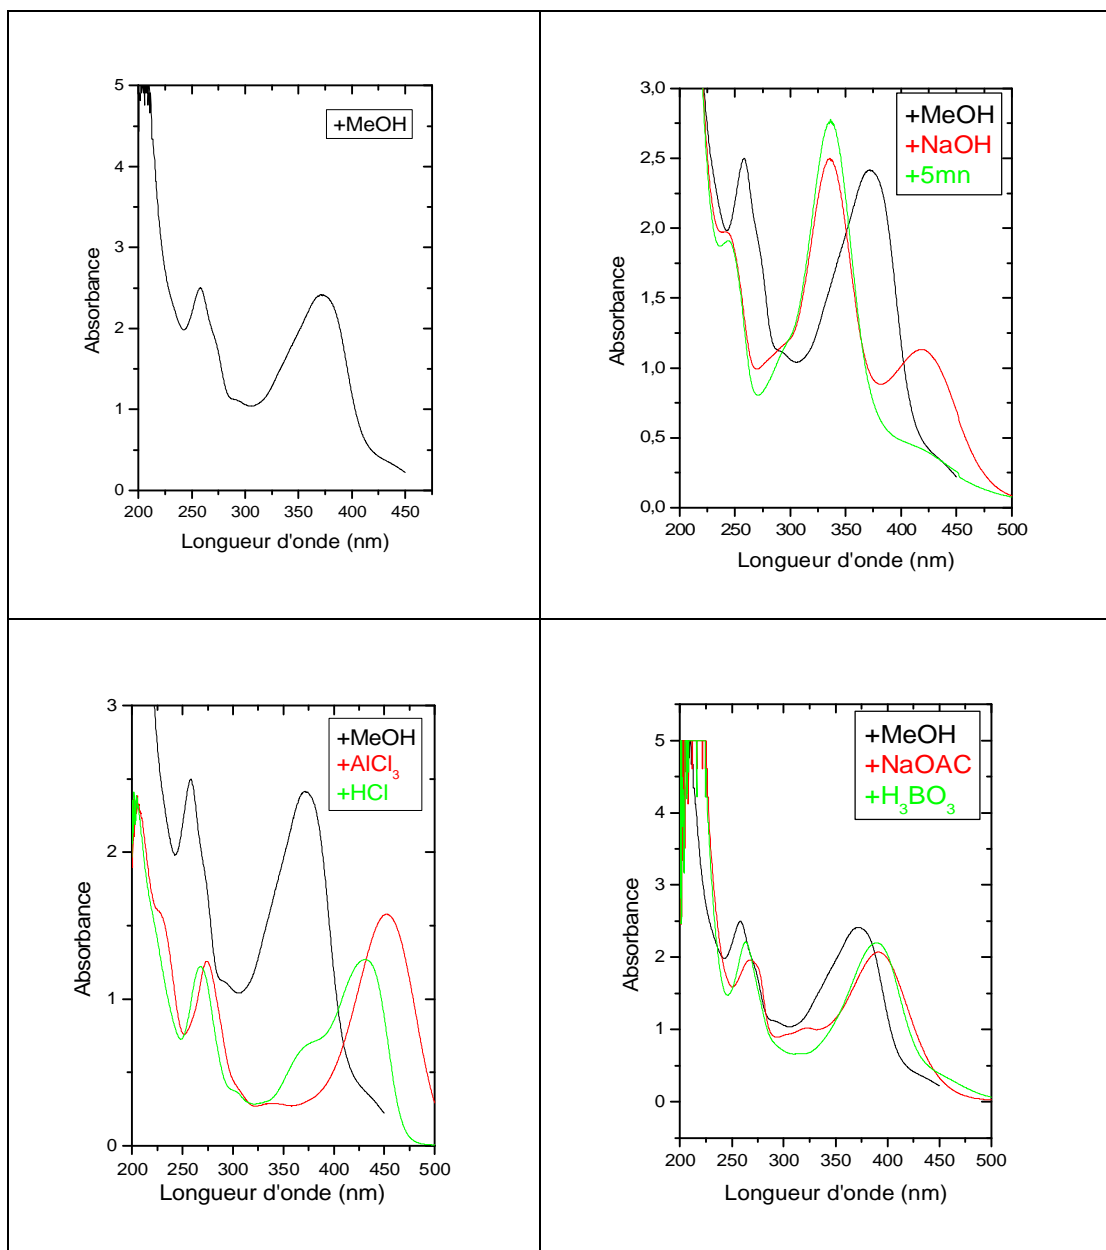 +MeOH
5
4
3
2
1
0
200 250 300 350 400 450
Absorbance
Longueur d'onde (nm)
+MeOH
+NaOH
+5mn
3,0
2,5
2,0
1,5
1,0
0,5
0,0
200 250 300 350 400 450 500
Absorbance
Longueur d'onde (nm)
+MeOH
+AlCl3
+HCl
3
2
1
0
200 250 300 350 400 450 500
Absorbance
Longueur d'onde (nm)
+MeOH
+NaOAC
+H3BO3
5
4
3
2
1
0
200 250 300 350 400 450 500
Absorbance
Longueur d'onde (nm)